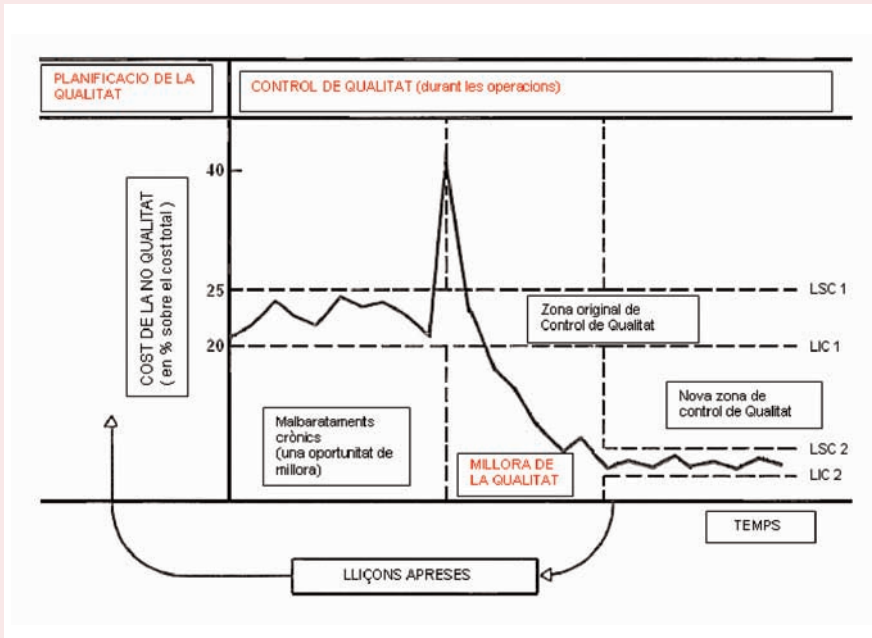 PLANIFICACIO DE LA
QUALITAT
CONTROL DE QUALITAT (durant les operacions)
COST DE LA NO QUALITAT
(en % sobre el cost total)
40
25
20
LSC 1
Zona original de
Control de Qualitat
LIC 1
Nova zona de
control de Qualitat
Malbarataments
crònics
(una oportunitat de
millora)
MILLORA DE
LA QUALITAT
LSC 2
LIC 2
TEMPS
LLIÇONS APRESES